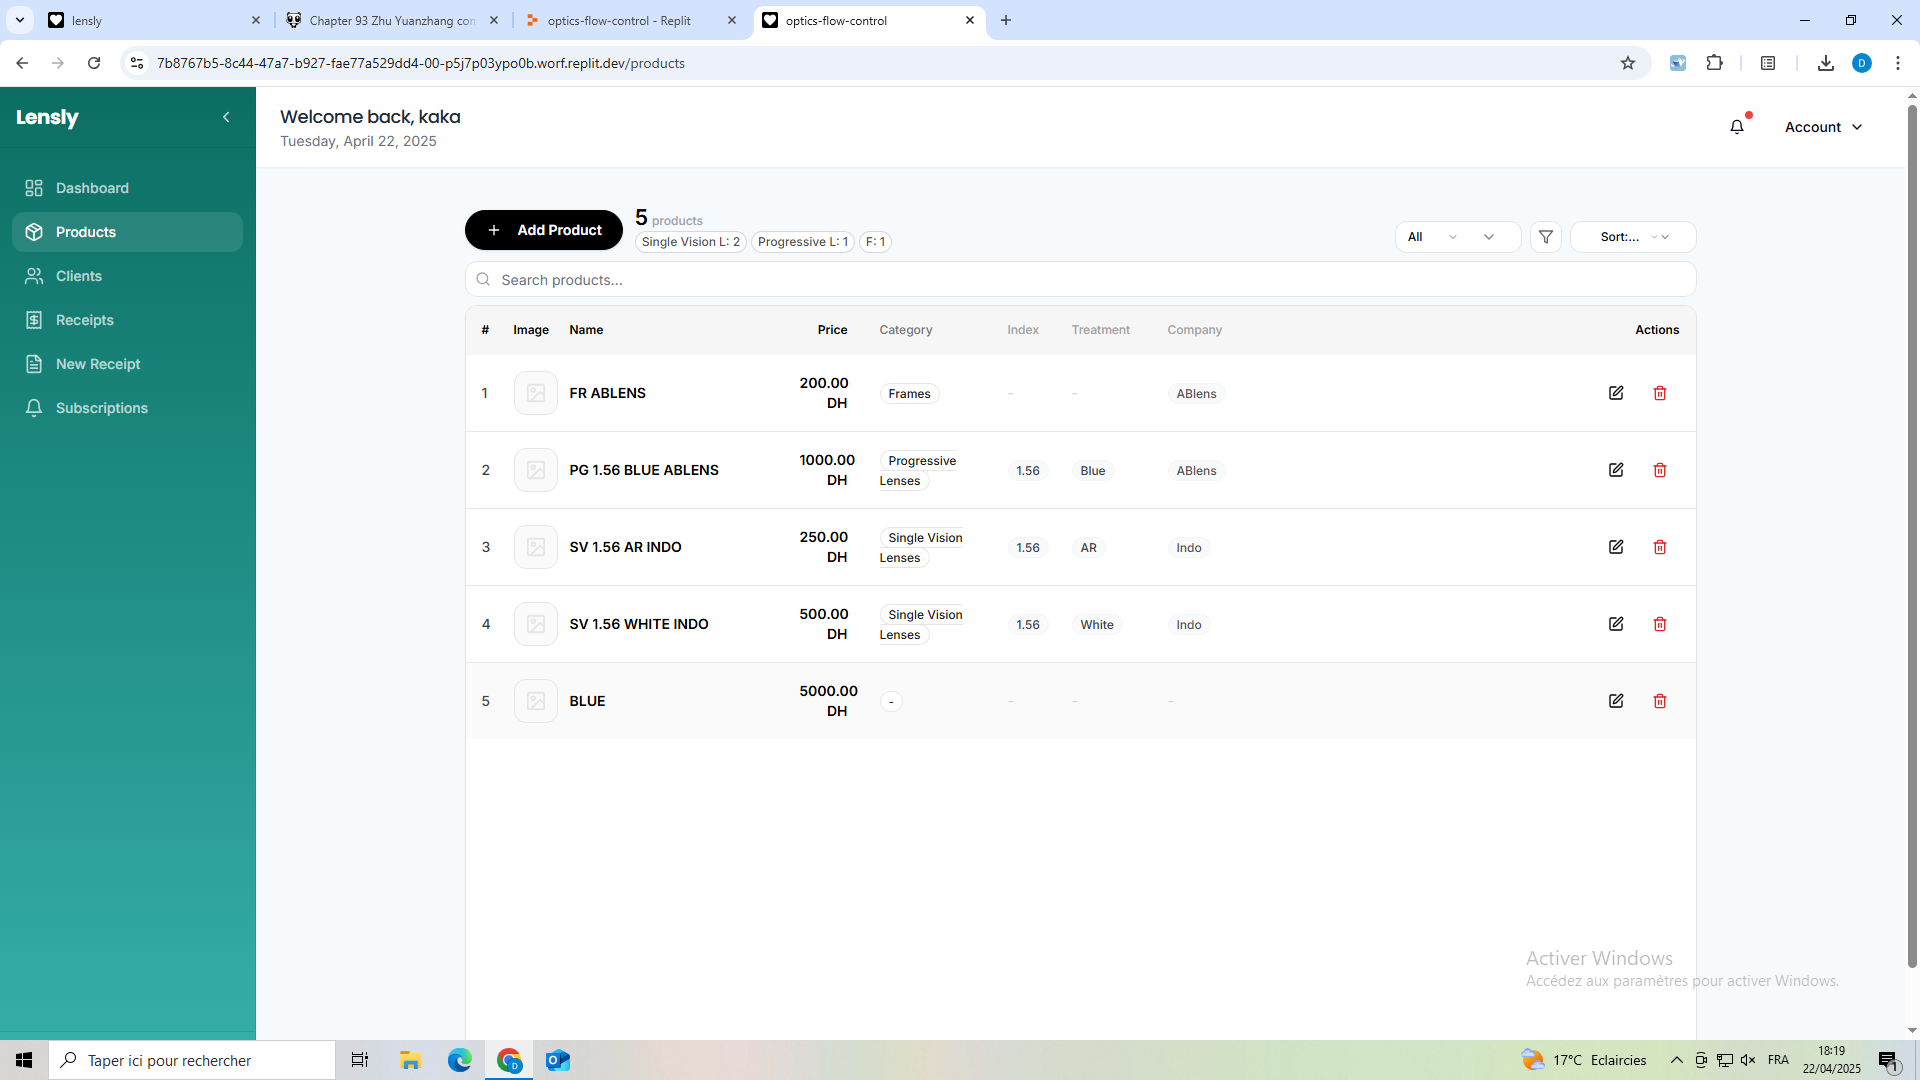 lensly
Chapter 93 Zhu Yuanzhang con
optics-flow-control - Replit
optics-flow-control
7b8767b5-8c44-47a7-b927-fae77a529dd4-00-p5j7p03ypo0b.worf.replit.dev/products
D
Lensly
Dashboard
Products
Clients
Receipts
New Receipt
Subscriptions
Welcome back, kaka
Tuesday, April 22, 2025
Account
+ Add Product
5 products
Single Vision L: 2 Progressive L: 1 F: 1
All
Sort:...
Search products...
# Image Name Price Category Index Treatment Company Actions
1 FR ABLENS 200.00 DH Frames - - ABlens
2 PG 1.56 BLUE ABLENS 1000.00 DH Progressive Lenses 1.56 Blue ABlens
3 SV 1.56 AR INDO 250.00 DH Single Vision Lenses 1.56 AR Indo
4 SV 1.56 WHITE INDO 500.00 DH Single Vision Lenses 1.56 White Indo
5 BLUE 5000.00 DH - - - -
Activer Windows
Accédez aux paramètres pour activer Windows.
Taper ici pour rechercher
17°C Eclaircies
FRA
18:19
22/04/2025
1